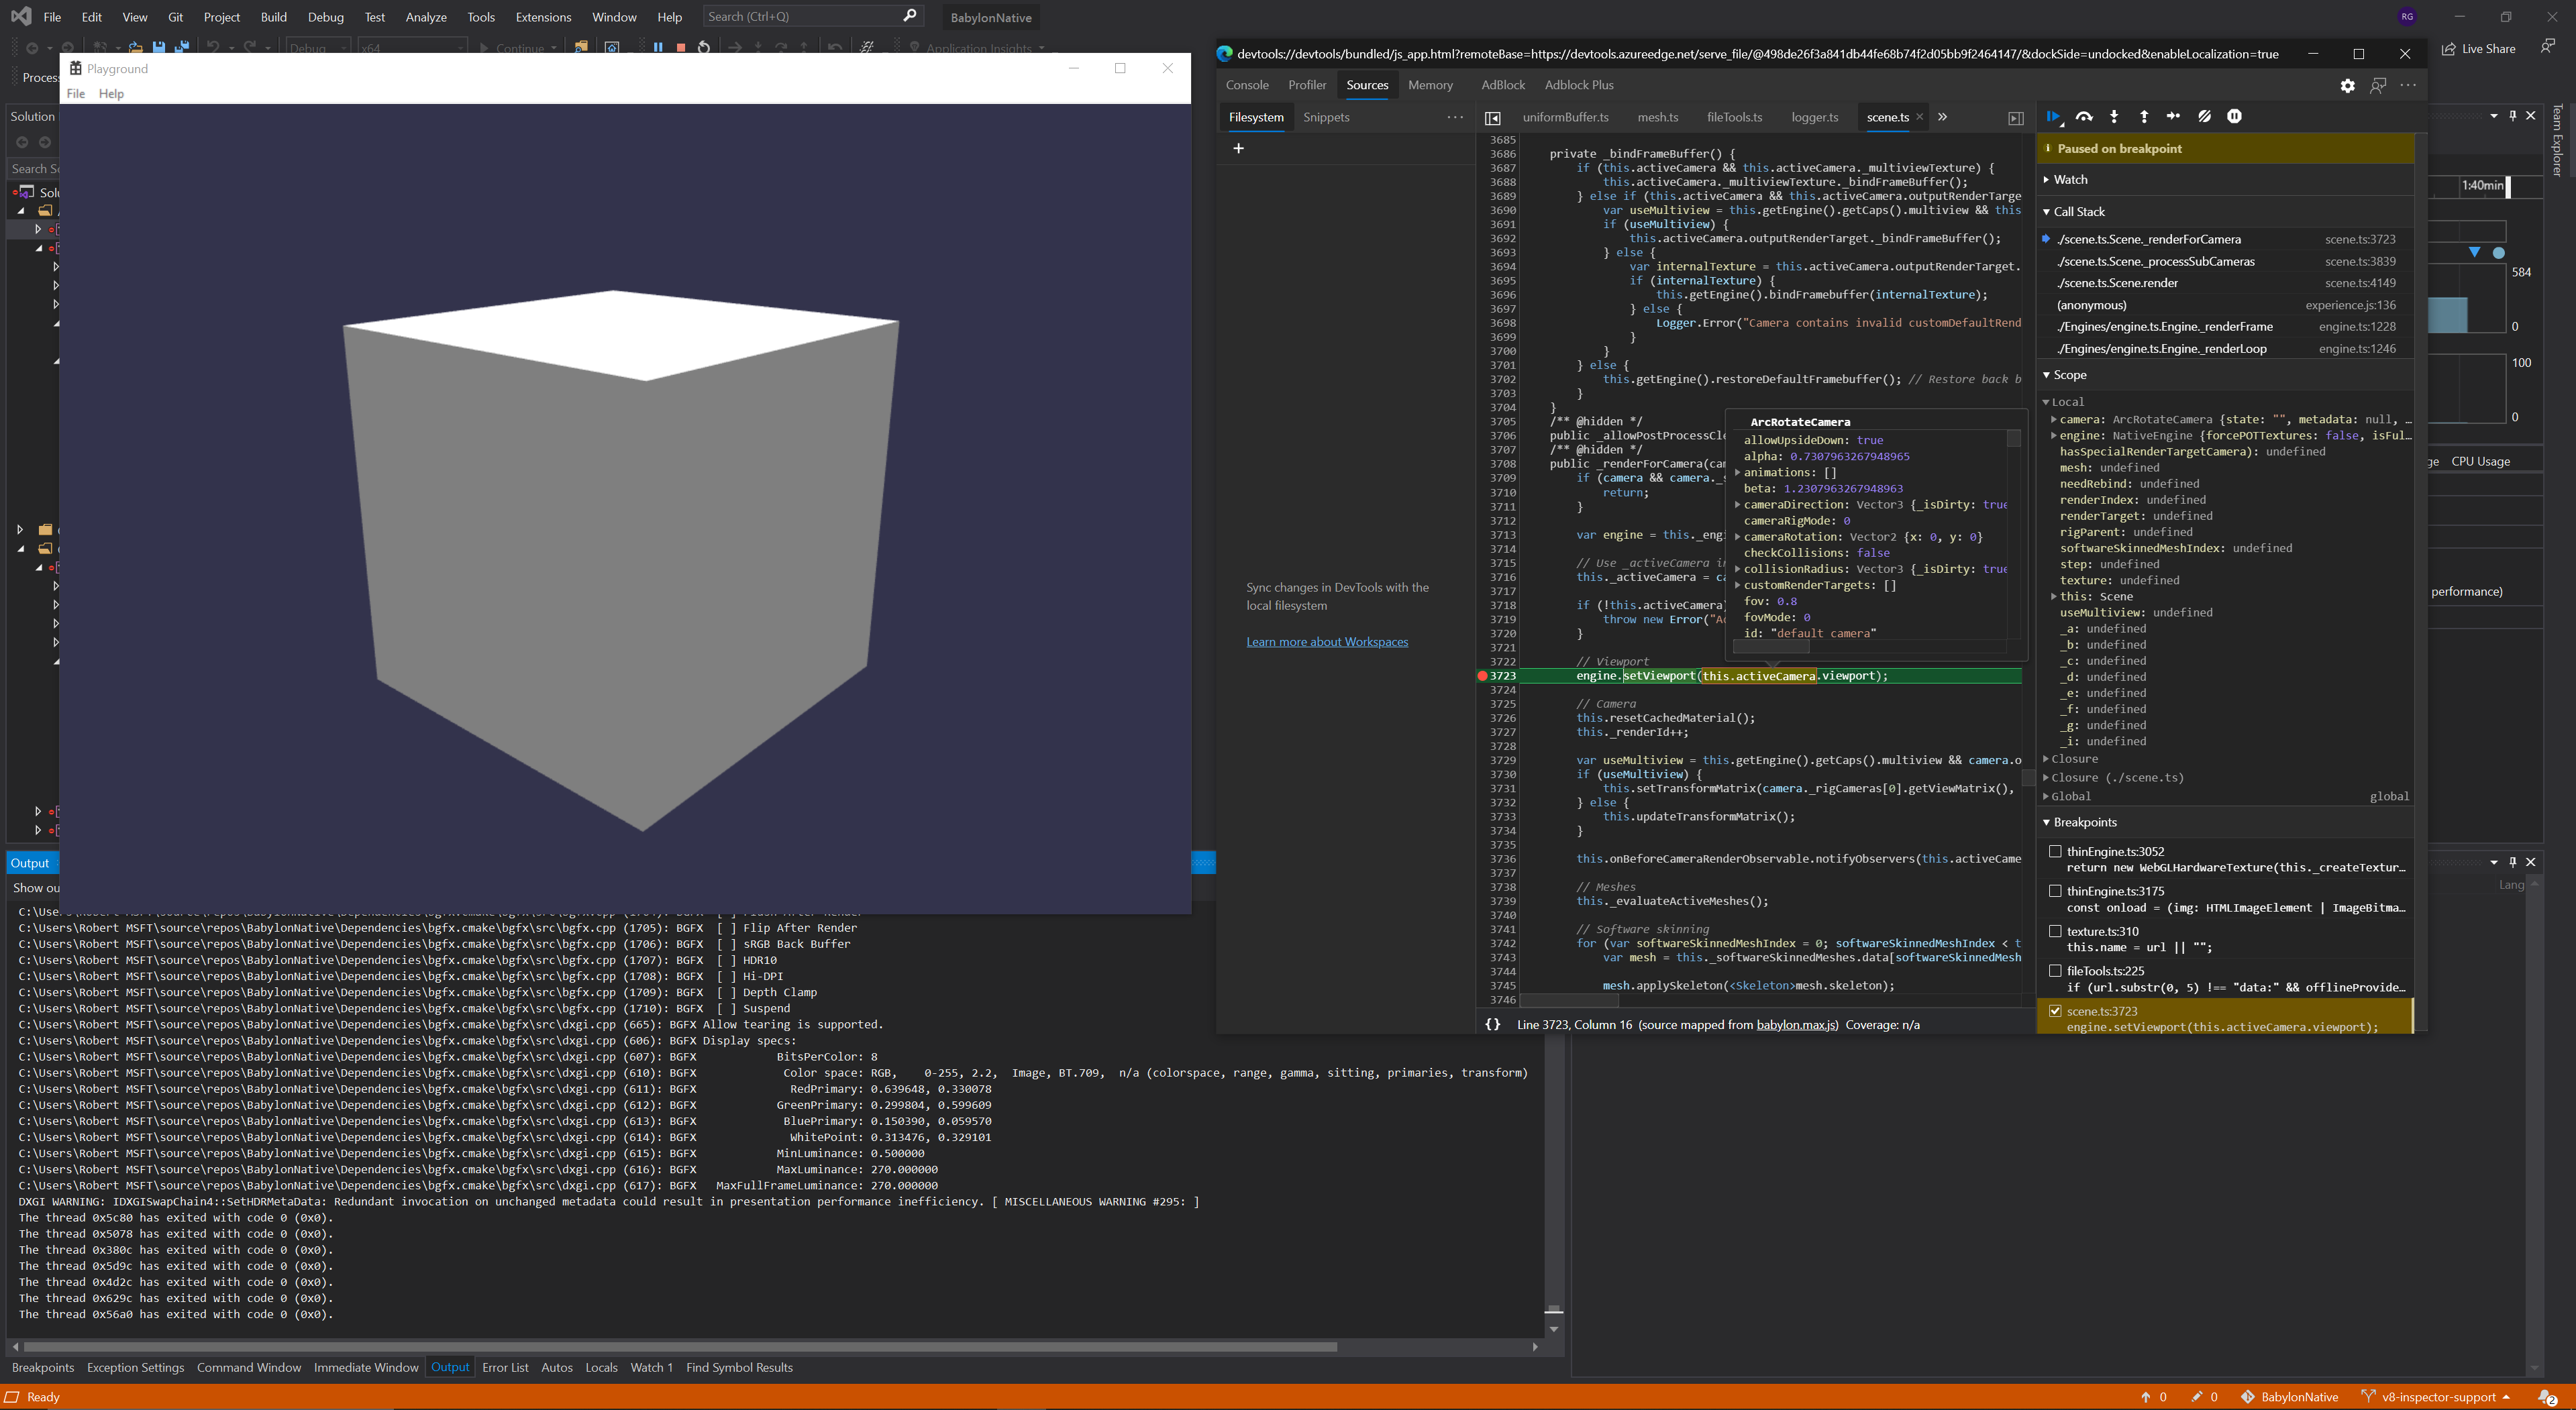 File Edit View Git Project Build Debug Test Analyze Tools Extensions Window Help Search (Ctrl+Q) BabylonNative RG
Debug x64 Continue Application Insights Live Share
Playground
File Help
Solution
Output
Team Explorer
1:40min
584
0
100
0
CPU Usage
performance)
devtools://devtools/bundled/js_app.html?remoteBase=https://devtools.azureedge.net/serve_file/@498de26f3a841db44fe68b74f2d05bb9f2464147/&dockSide=undocked&enableLocalization=true
Console Profiler Sources Memory AdBlock Adblock Plus
Filesystem Snippets
Sync changes in DevTools with the
local filesystem
Learn more about Workspaces
uniformBuffer.ts mesh.ts fileTools.ts logger.ts scene.ts
3685
3686 private _bindFrameBuffer() {
3687 if (this.activeCamera && this.activeCamera._multiviewTexture) {
3688 this.activeCamera._multiviewTexture._bindFrameBuffer();
3689 } else if (this.activeCamera && this.activeCamera.outputRenderTarge
3690 var useMultiview = this.getEngine().getCaps().multiview && this
3691 if (useMultiview) {
3692 this.activeCamera.outputRenderTarget._bindFrameBuffer();
3693 } else {
3694 var internalTexture = this.activeCamera.outputRenderTarget.
3695 if (internalTexture) {
3696 this.getEngine().bindFramebuffer(internalTexture);
3697 } else {
3698 Logger.Error("Camera contains invalid customDefaultRend
3699 }
3700 }
3701 } else {
3702 this.getEngine().restoreDefaultFramebuffer(); // Restore back b
3703 }
3704 }
3705 /** @hidden */
3706 public _allowPostProcessCle
3707 /** @hidden */
3708 public _renderForCamera(ca
3709 if (camera && camera._s
3710 return;
3711 }
3712
3713 var engine = this._engi
3714
3715 // Use _activeCamera i
3716 this._activeCamera = ca
3717
3718 if (!this.activeCamera)
3719 throw new Error("Ac
3720 }
3721
3722 // Viewport
3723 engine.setViewport(this.activeCamera.viewport);
3724
3725 // Camera
3726 this.resetCachedMaterial();
3727 this._renderId++;
3728
3729 var useMultiview = this.getEngine().getCaps().multiview && camera.o
3730 if (useMultiview) {
3731 this.setTransformMatrix(camera._rigCameras[0].getViewMatrix(),
3732 } else {
3733 this.updateTransformMatrix();
3734 }
3735
3736 this.onBeforeCameraRenderObservable.notifyObservers(this.activeCame
3737
3738 // Meshes
3739 this._evaluateActiveMeshes();
3740
3741 // Software skinning
3742 for (var softwareSkinnedMeshIndex = 0; softwareSkinnedMeshIndex < t
3743 var mesh = this._softwareSkinnedMeshes.data[softwareSkinnedMesh
3744
3745 mesh.applySkeleton(<Skeleton>mesh.skeleton);
3746
ArcRotateCamera
allowUpsideDown: true
alpha: 0.7307963267948965
animations: []
beta: 1.2307963267948963
cameraDirection: Vector3 {_isDirty: true
cameraRigMode: 0
cameraRotation: Vector2 {x: 0, y: 0}
checkCollisions: false
collisionRadius: Vector3 {_isDirty: true
customRenderTargets: []
fov: 0.8
fovMode: 0
id: "default camera"
{} Line 3723, Column 16 (source mapped from babylon.max.js) Coverage: n/a
Paused on breakpoint
Watch
Call Stack
./scene.ts.Scene._renderForCamera scene.ts:3723
./scene.ts.Scene._processSubCameras scene.ts:3839
./scene.ts.Scene.render scene.ts:4149
(anonymous) experience.js:136
./Engines/engine.ts.Engine._renderFrame engine.ts:1228
./Engines/engine.ts.Engine._renderLoop engine.ts:1246
Scope
Local
camera: ArcRotateCamera {state: "", metadata: null, …
engine: NativeEngine {forcePOTTextures: false, isFul…
hasSpecialRenderTargetCamera): undefined
mesh: undefined
needRebind: undefined
renderIndex: undefined
renderTarget: undefined
rigParent: undefined
softwareSkinnedMeshIndex: undefined
step: undefined
texture: undefined
this: Scene
useMultiview: undefined
_a: undefined
_b: undefined
_c: undefined
_d: undefined
_e: undefined
_f: undefined
_g: undefined
_i: undefined
Closure
Closure (./scene.ts)
Global global
Breakpoints
thinEngine.ts:3052
return new WebGLHardwareTexture(this._createTextur…
thinEngine.ts:3175
const onload = (img: HTMLImageElement | ImageBitma…
texture.ts:310
this.name = url || "";
fileTools.ts:225
if (url.substr(0, 5) !== "data:" && offlineProvide…
scene.ts:3723
engine.setViewport(this.activeCamera.viewport);
C:\Users\Robert MSFT\source\repos\BabylonNative\Dependencies\bgfx.cmake\bgfx\src\bgfx.cpp (1705): BGFX [ ] Flip After Render
C:\Users\Robert MSFT\source\repos\BabylonNative\Dependencies\bgfx.cmake\bgfx\src\bgfx.cpp (1706): BGFX [ ] sRGB Back Buffer
C:\Users\Robert MSFT\source\repos\BabylonNative\Dependencies\bgfx.cmake\bgfx\src\bgfx.cpp (1707): BGFX [ ] HDR10
C:\Users\Robert MSFT\source\repos\BabylonNative\Dependencies\bgfx.cmake\bgfx\src\bgfx.cpp (1708): BGFX [ ] Hi-DPI
C:\Users\Robert MSFT\source\repos\BabylonNative\Dependencies\bgfx.cmake\bgfx\src\bgfx.cpp (1709): BGFX [ ] Depth Clamp
C:\Users\Robert MSFT\source\repos\BabylonNative\Dependencies\bgfx.cmake\bgfx\src\bgfx.cpp (1710): BGFX [ ] Suspend
C:\Users\Robert MSFT\source\repos\BabylonNative\Dependencies\bgfx.cmake\bgfx\src\dxgi.cpp (665): BGFX Allow tearing is supported.
C:\Users\Robert MSFT\source\repos\BabylonNative\Dependencies\bgfx.cmake\bgfx\src\dxgi.cpp (606): BGFX Display specs:
C:\Users\Robert MSFT\source\repos\BabylonNative\Dependencies\bgfx.cmake\bgfx\src\dxgi.cpp (607): BGFX BitsPerColor: 8
C:\Users\Robert MSFT\source\repos\BabylonNative\Dependencies\bgfx.cmake\bgfx\src\dxgi.cpp (610): BGFX Color space: RGB, 0-255, 2.2, Image, BT.709, n/a (colorspace, range, gamma, sitting, primaries, transform)
C:\Users\Robert MSFT\source\repos\BabylonNative\Dependencies\bgfx.cmake\bgfx\src\dxgi.cpp (611): BGFX RedPrimary: 0.639648, 0.330078
C:\Users\Robert MSFT\source\repos\BabylonNative\Dependencies\bgfx.cmake\bgfx\src\dxgi.cpp (612): BGFX GreenPrimary: 0.299804, 0.599609
C:\Users\Robert MSFT\source\repos\BabylonNative\Dependencies\bgfx.cmake\bgfx\src\dxgi.cpp (613): BGFX BluePrimary: 0.150390, 0.059570
C:\Users\Robert MSFT\source\repos\BabylonNative\Dependencies\bgfx.cmake\bgfx\src\dxgi.cpp (614): BGFX WhitePoint: 0.313476, 0.329101
C:\Users\Robert MSFT\source\repos\BabylonNative\Dependencies\bgfx.cmake\bgfx\src\dxgi.cpp (615): BGFX MinLuminance: 0.500000
C:\Users\Robert MSFT\source\repos\BabylonNative\Dependencies\bgfx.cmake\bgfx\src\dxgi.cpp (616): BGFX MaxLuminance: 270.000000
C:\Users\Robert MSFT\source\repos\BabylonNative\Dependencies\bgfx.cmake\bgfx\src\dxgi.cpp (617): BGFX MaxFullFrameLuminance: 270.000000
DXGI WARNING: IDXGISwapChain4::SetHDRMetaData: Redundant invocation on unchanged metadata could result in presentation performance inefficiency. [ MISCELLANEOUS WARNING #295: ]
The thread 0x5c80 has exited with code 0 (0x0).
The thread 0x5078 has exited with code 0 (0x0).
The thread 0x380c has exited with code 0 (0x0).
The thread 0x5d9c has exited with code 0 (0x0).
The thread 0x4d2c has exited with code 0 (0x0).
The thread 0x629c has exited with code 0 (0x0).
The thread 0x56a0 has exited with code 0 (0x0).
Breakpoints Exception Settings Command Window Immediate Window Output Error List Autos Locals Watch 1 Find Symbol Results
Ready 0 0 BabylonNative v8-inspector-support 2